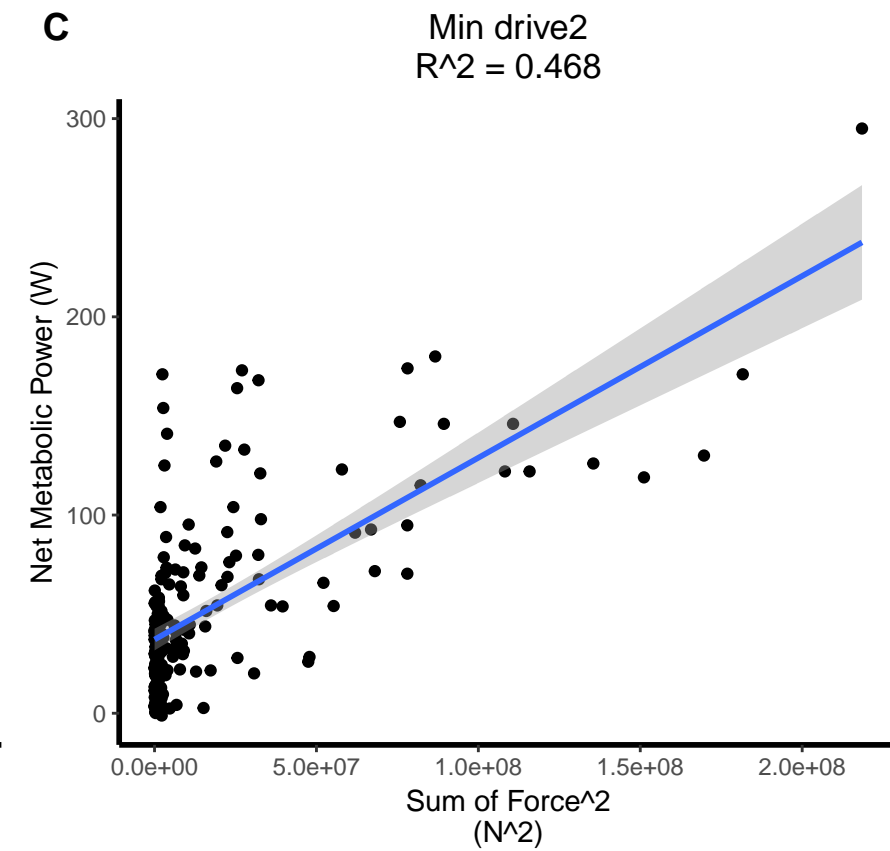 C
Min drive2
R^2 = 0.468
Net Metabolic Power (W)
300
200
100
0
0.0e+00 5.0e+07 1.0e+08 1.5e+08 2.0e+08
Sum of Force^2
(N^2)